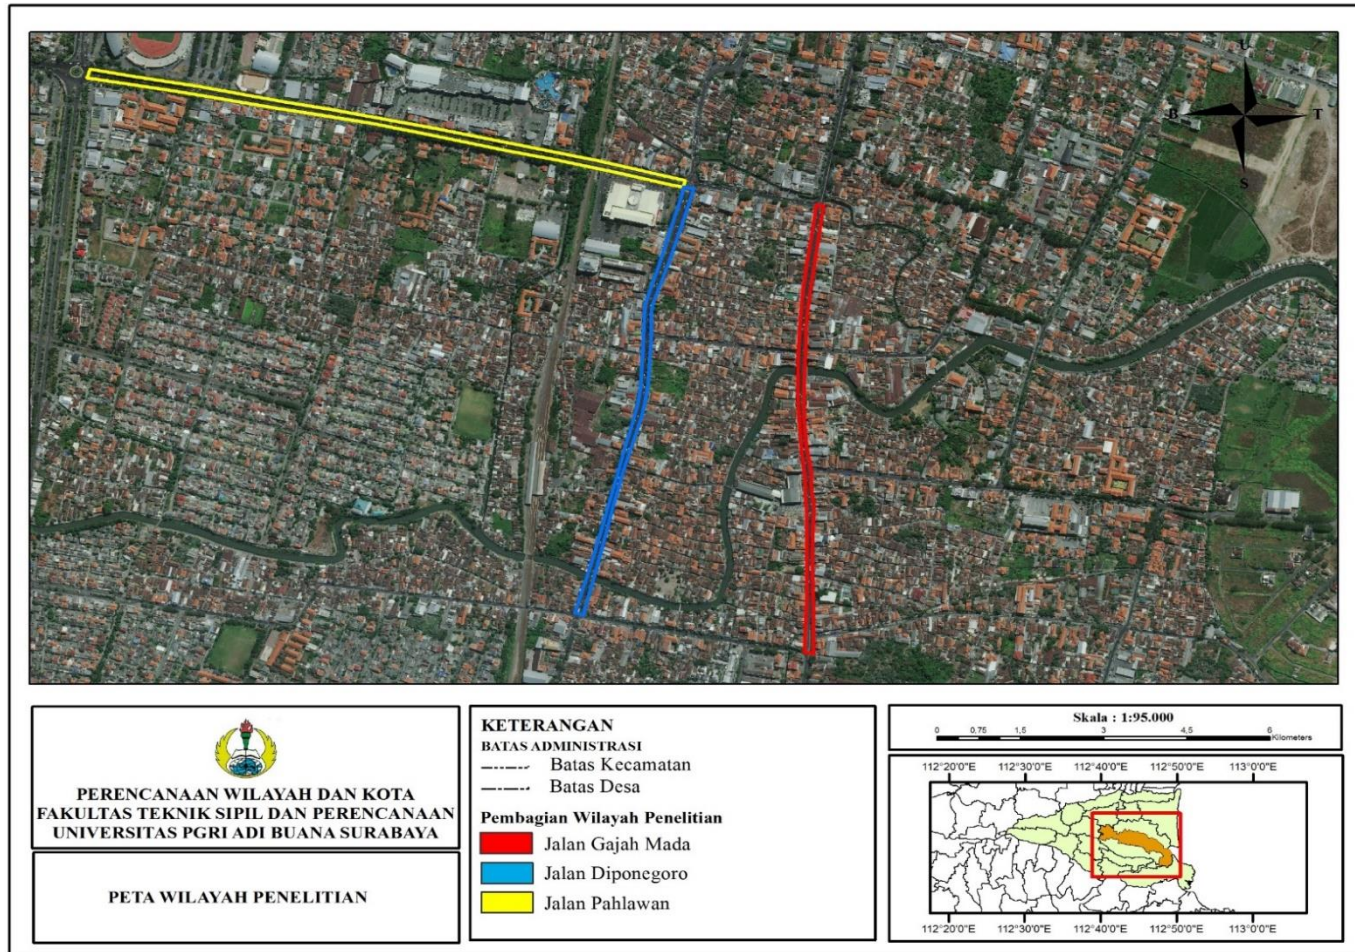 U
B
T
S
PERENCANAAN WILAYAH DAN KOTA
FAKULTAS TEKNIK SIPIL DAN PERENCANAAN
UNIVERSITAS PGRI ADI BUANA SURABAYA
PETA WILAYAH PENELITIAN
KETERANGAN
BATAS ADMINISTRASI
Batas Kecamatan
Batas Desa
Pembagian Wilayah Penelitian
Jalan Gajah Mada
Jalan Diponegoro
Jalan Pahlawan
Skala : 1:95.000
0 0,75 1,5 3 4,5 6
Kilometers
112°20'0"E 112°30'0"E 112°40'0"E 112°50'0"E 113°0'0"E
112°20'0"E 112°30'0"E 112°40'0"E 112°50'0"E 113°0'0"E